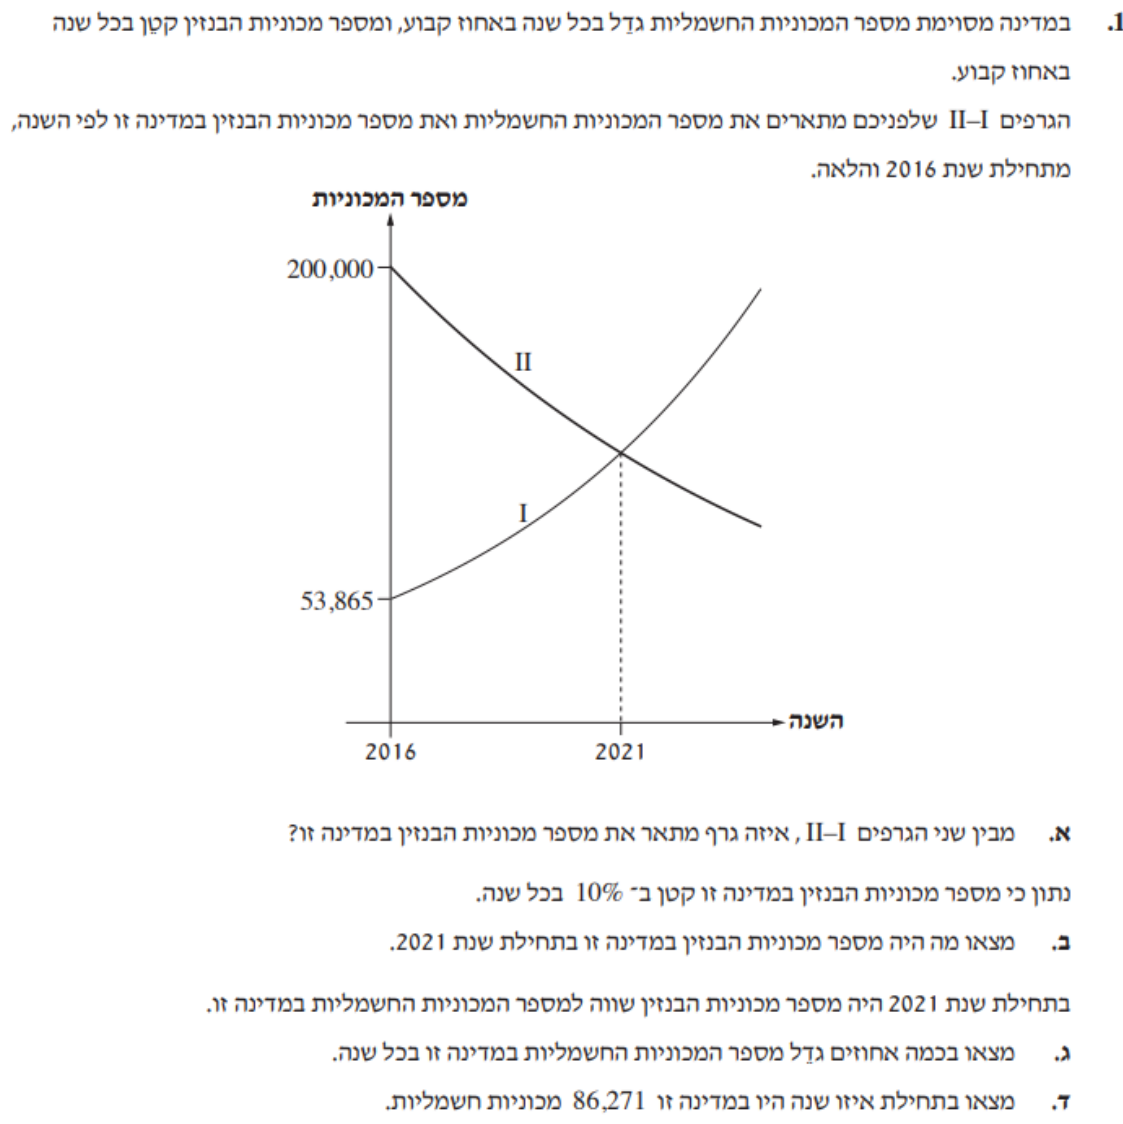 1. במדינה מסוימת מספר המכוניות החשמליות גדֵל בכל שנה באחוז קבוע, ומספר מכוניות הבנזין קטֵן בכל שנה
באחוז קבוע.
הגרפים I–II שלפניכם מתארים את מספר המכוניות החשמליות ואת מספר מכוניות הבנזין במדינה זו לפי השנה,
מתחילת שנת 2016 והלאה.
מספר המכוניות
200,000
II
I
53,865
השנה
2016 2021
א. מבין שני הגרפים I–II , איזה גרף מתאר את מספר מכוניות הבנזין במדינה זו?
נתון כי מספר מכוניות הבנזין במדינה זו קטן ב־ 10% בכל שנה.
ב. מצאו מה היה מספר מכוניות הבנזין במדינה זו בתחילת שנת 2021.
בתחילת שנת 2021 היה מספר מכוניות הבנזין שווה למספר המכוניות החשמליות במדינה זו.
ג. מצאו בכמה אחוזים גדֵל מספר המכוניות החשמליות במדינה זו בכל שנה.
ד. מצאו בתחילת איזו שנה היו במדינה זו 86,271 מכוניות חשמליות.